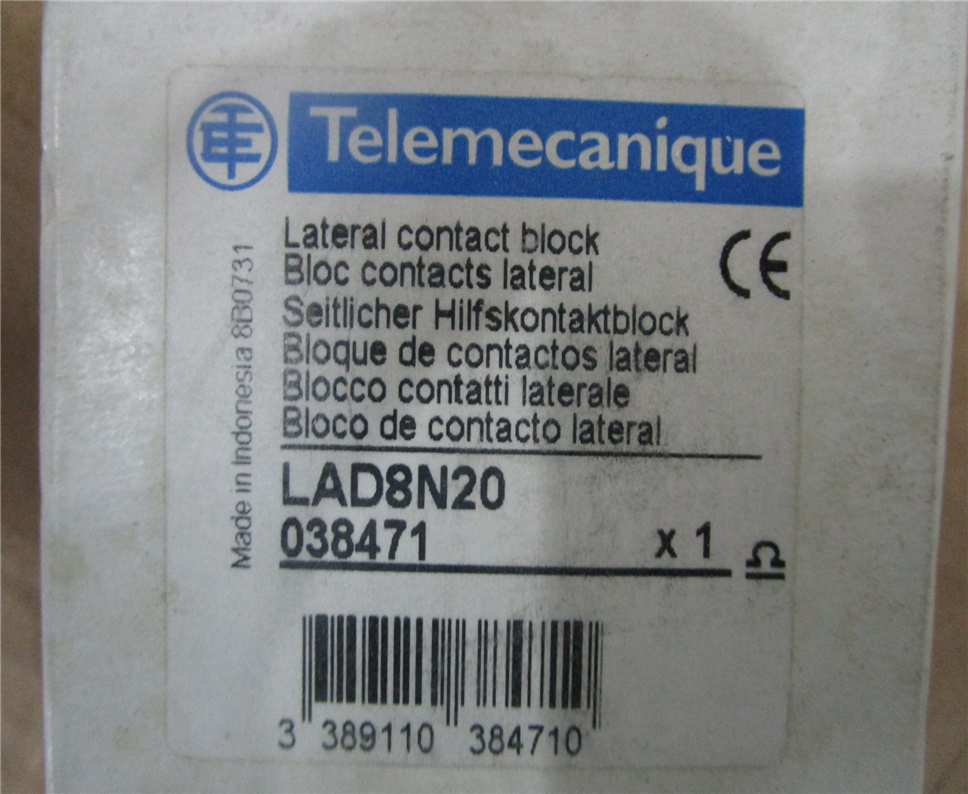 Telemecanique
Lateral contact block
Bloc contacts lateral
Seitlicher Hilfskontaktblock
Bloque de contactos lateral
Blocco contatti laterale
Bloco de contacto lateral
LAD8N20
038471 x 1
3 389110 384710
Made in Indonesia 8B0731
CE